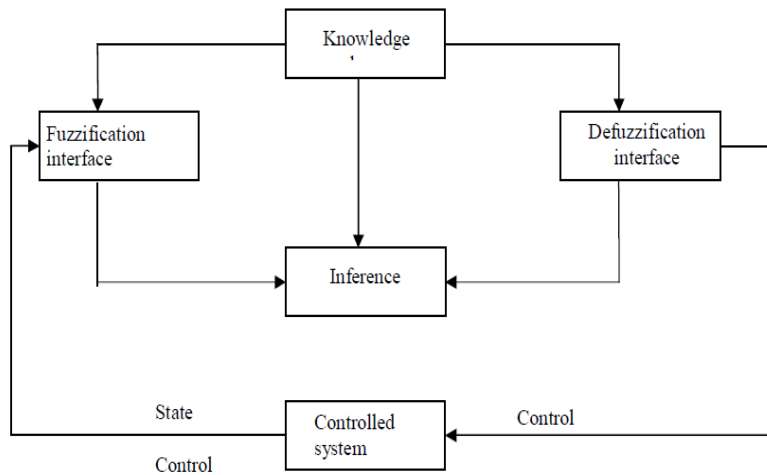 Knowledge
Fuzzification
interface
Defuzzification
interface
Inference
State
Controlled
system
Control
Control